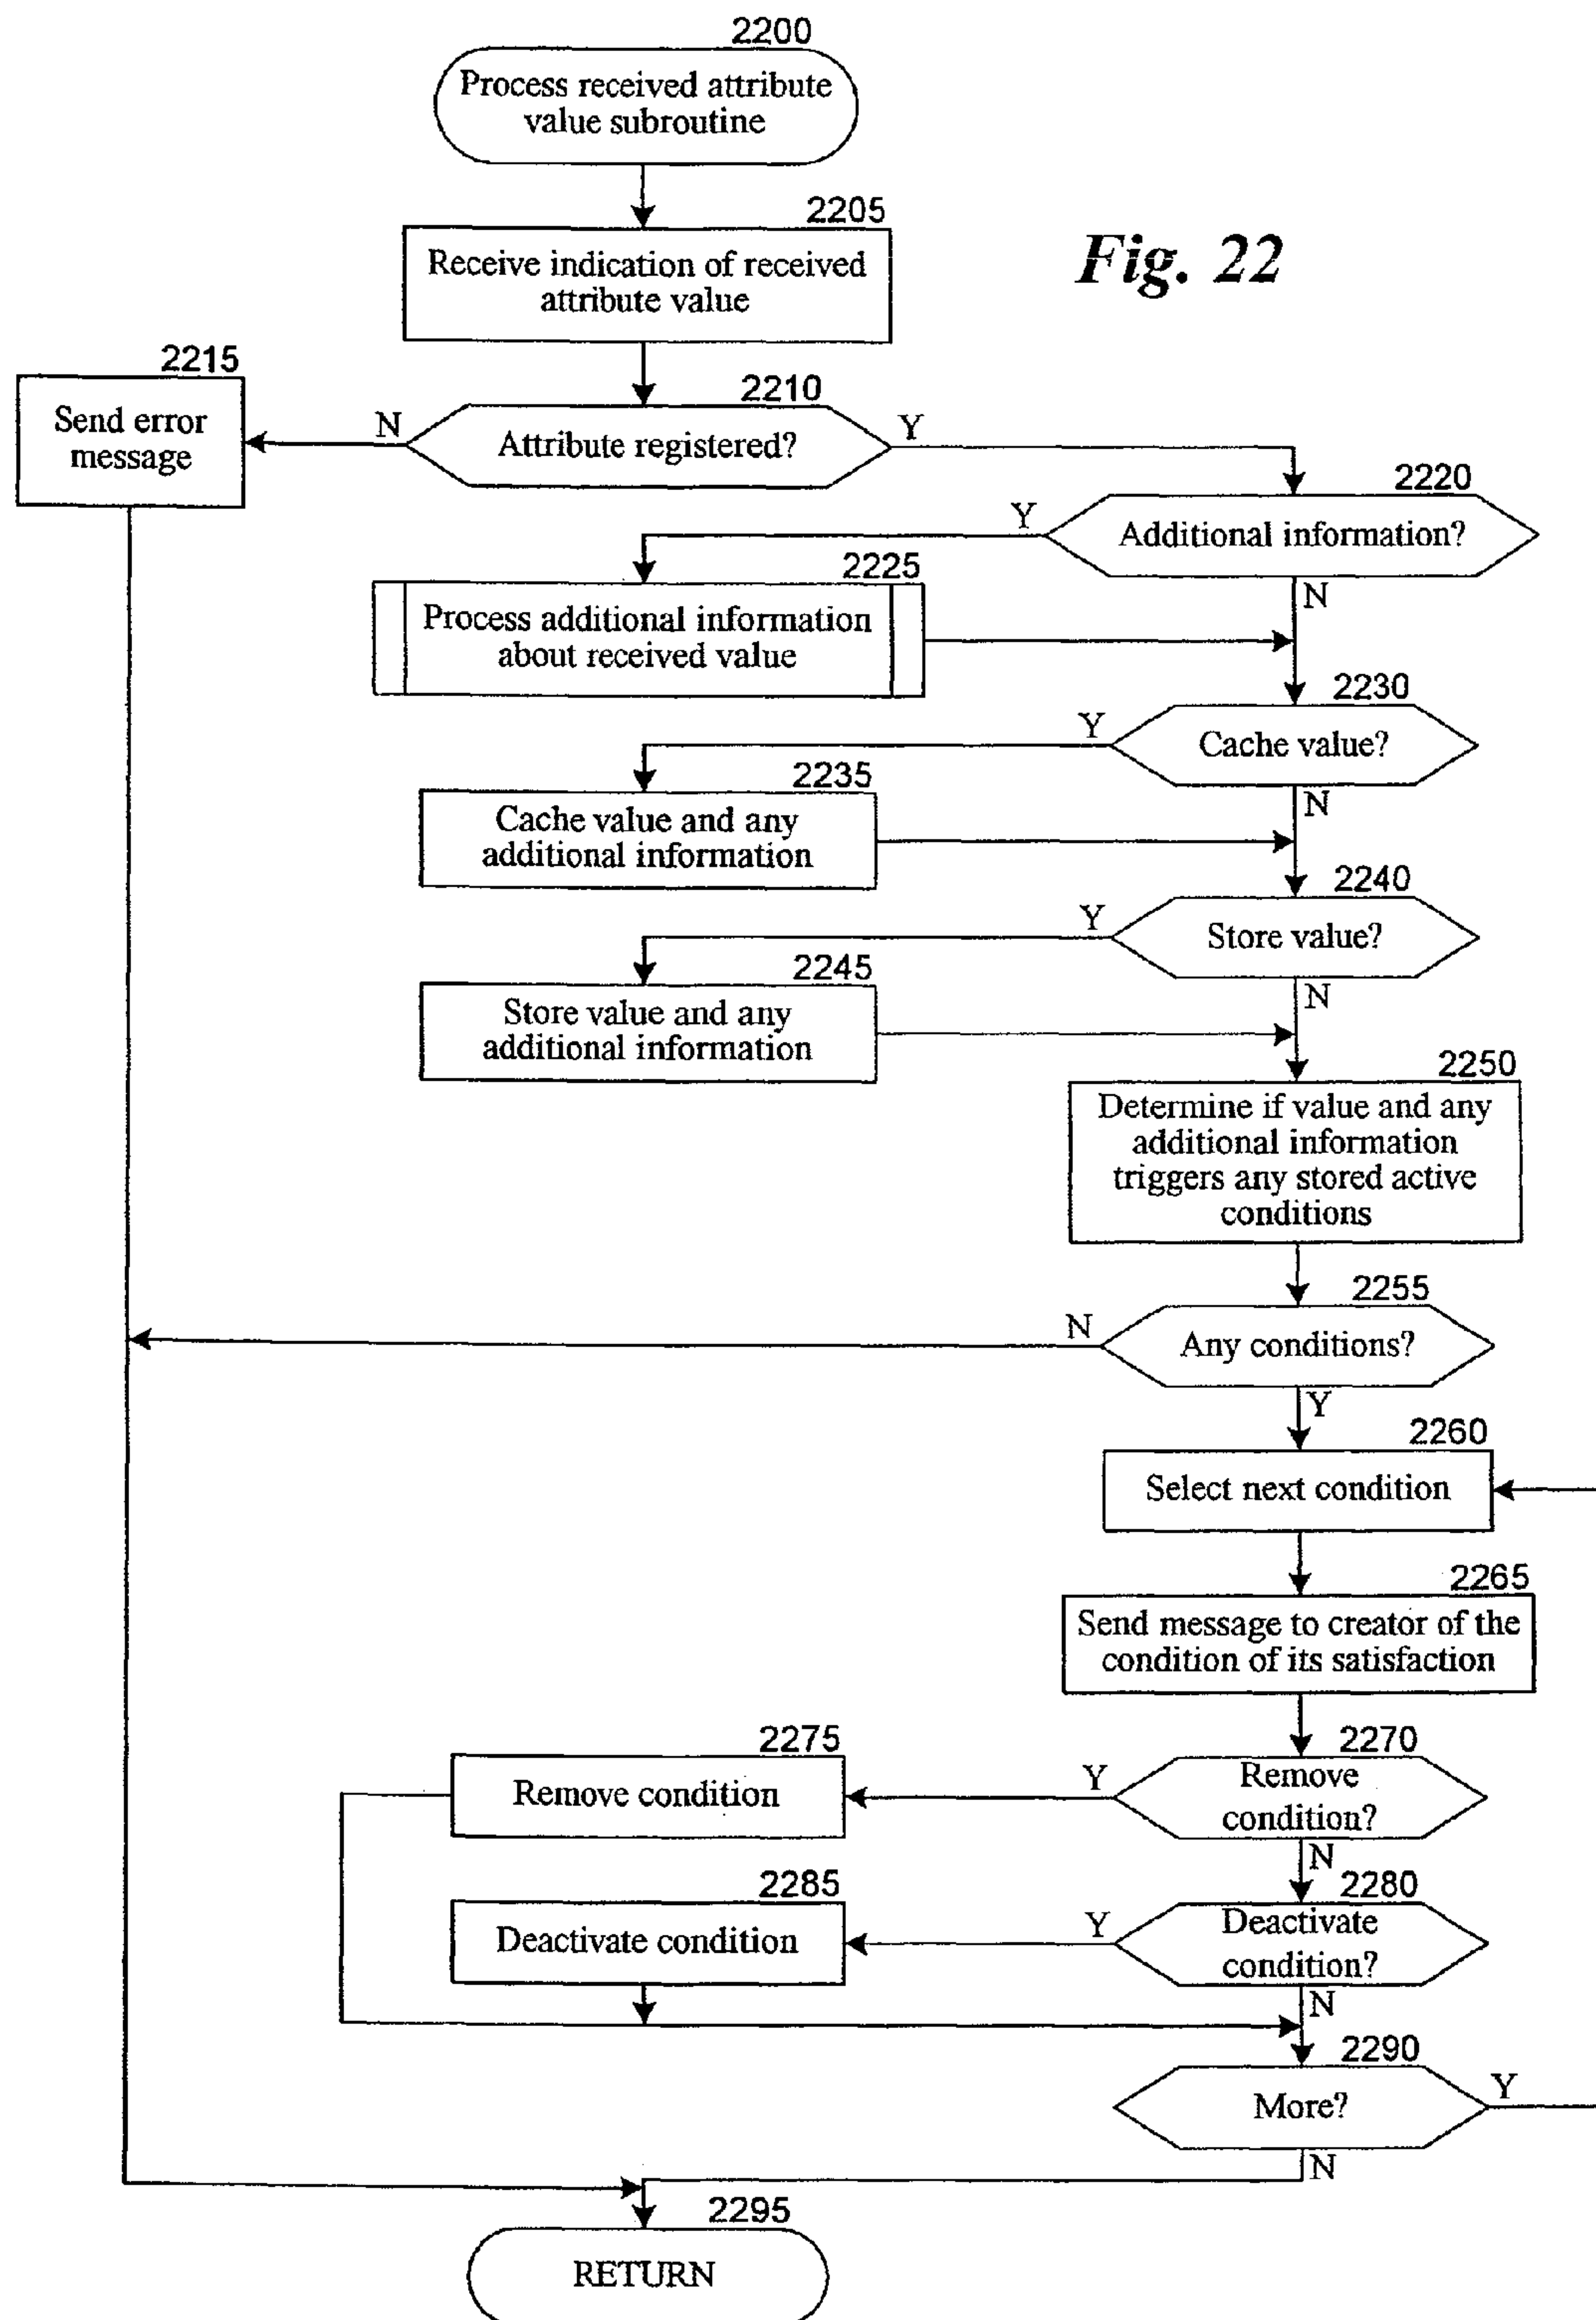 2200
Process received attribute
value subroutine
2205
Receive indication of received
attribute value
Fig. 22
2215
Send error
message
2210
N
Attribute registered?
Y
2220
Y
Additional information?
N
2225
Process additional information
about received value
2230
Y
Cache value?
N
2235
Cache value and any
additional information
2240
Y
Store value?
N
2245
Store value and any
additional information
2250
Determine if value and any
additional information
triggers any stored active
conditions
2255
N
Any conditions?
Y
2260
Select next condition
2265
Send message to creator of the
condition of its satisfaction
2270
Y
Remove
condition?
N
2275
Remove condition
2280
Y
Deactivate
condition?
N
2285
Deactivate condition
2290
More?
Y
N
2295
RETURN